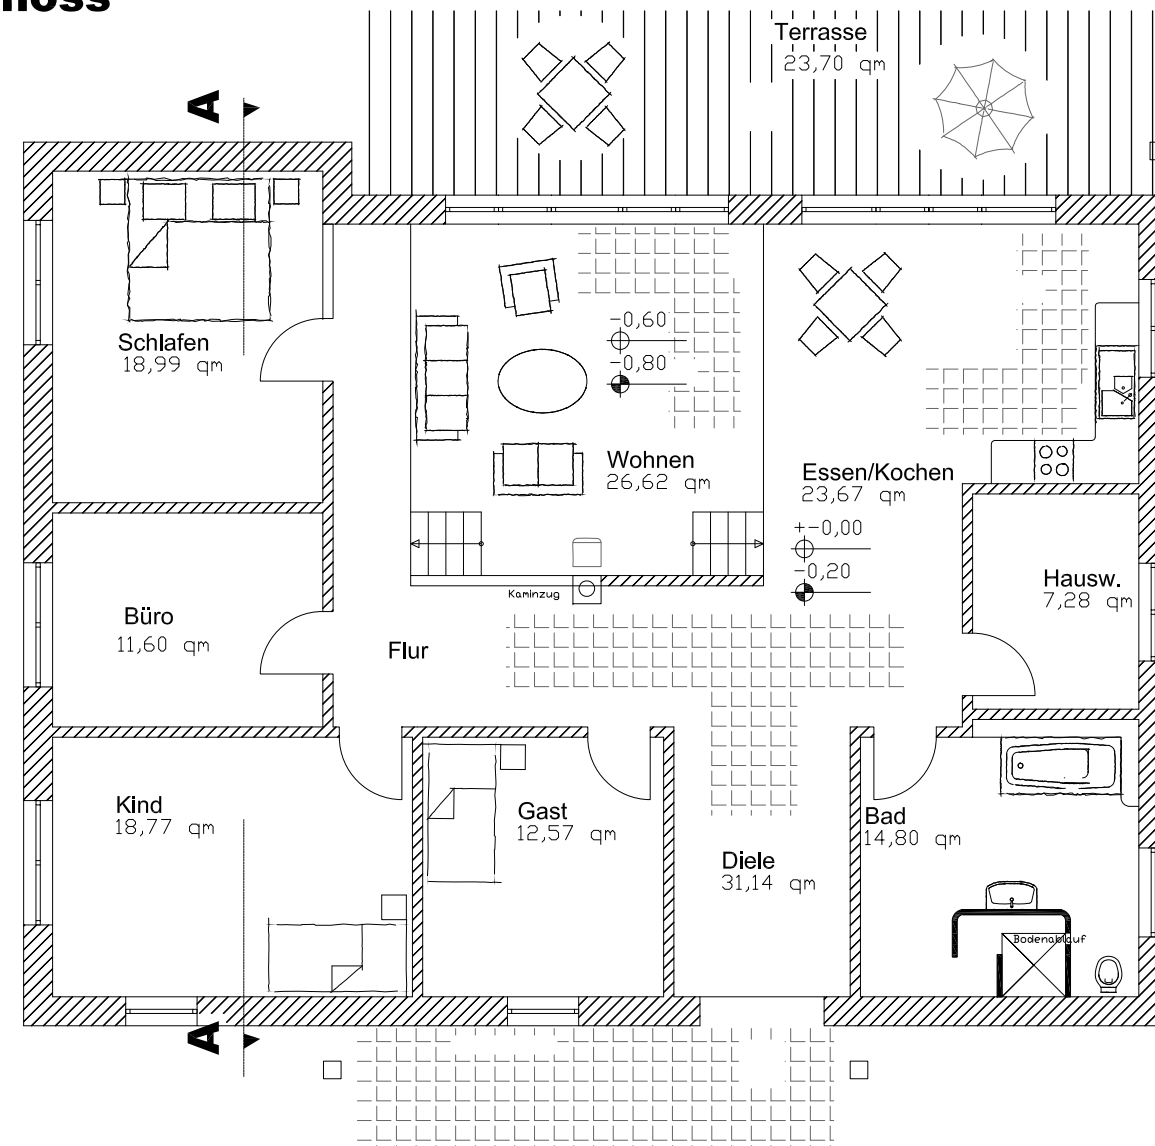 Terrasse
23,70 qm
A
Schlafen
18,99 qm
-0,60
-0,80
Wohnen
26,62 qm
Essen/Kochen
23,67 qm
+-0,00
-0,20
Kaminzug
Hausw.
7,28 qm
Büro
11,60 qm
Flur
Kind
18,77 qm
Gast
12,57 qm
Diele
31,14 qm
Bad
14,80 qm
Bodenablauf
A